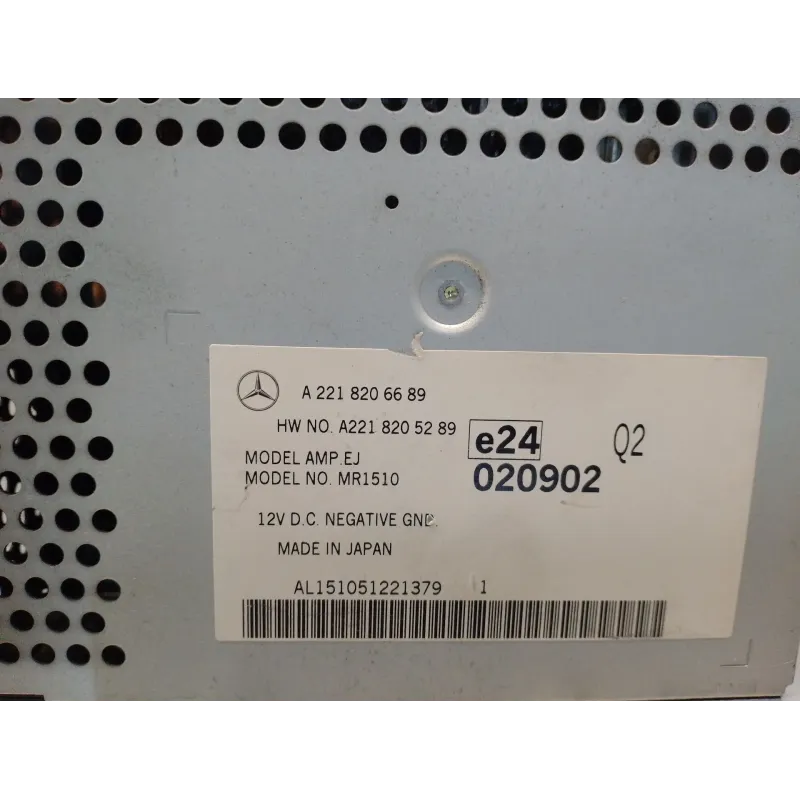 A 221 820 66 89
HW NO. A221 820 52 89
e24
Q2
MODEL AMP.EJ
MODEL NO. MR1510
020902
12V D.C. NEGATIVE GND.
MADE IN JAPAN
AL151051221379 1